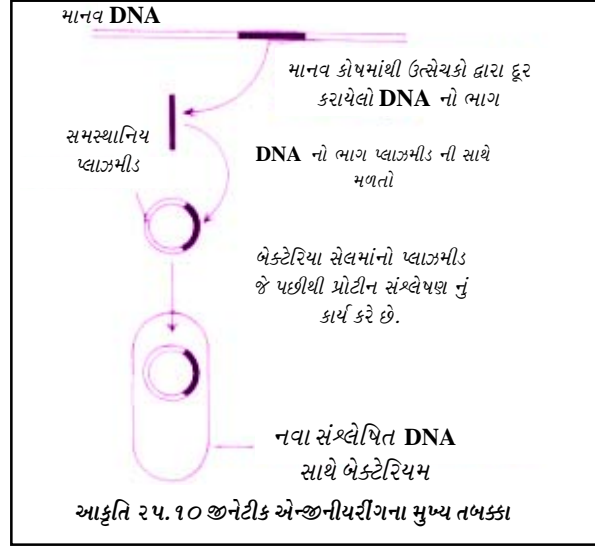 માનવ DNA
માનવ કોષમાંથી ઉત્સેચકો દ્વારા દૂર
કરાયેલો DNA નો ભાગ
સમસ્થાનિય
પ્લાઝમીડ
DNA નો ભાગ પ્લાઝમીડ ની સાથે
મળતો
બેક્ટેરિયા સેલમાંનો પ્લાઝમીડ
જે પછીથી પ્રોટીન સંશ્લેષણ નું
કાર્ય કરે છે.
નવા સંશ્લેષિત DNA
સાથે બેક્ટેરિયમ
આકૃતિ ૨૫.૧૦ જીનેટીક એન્જીનીયરીંગના મુખ્ય તબક્કા